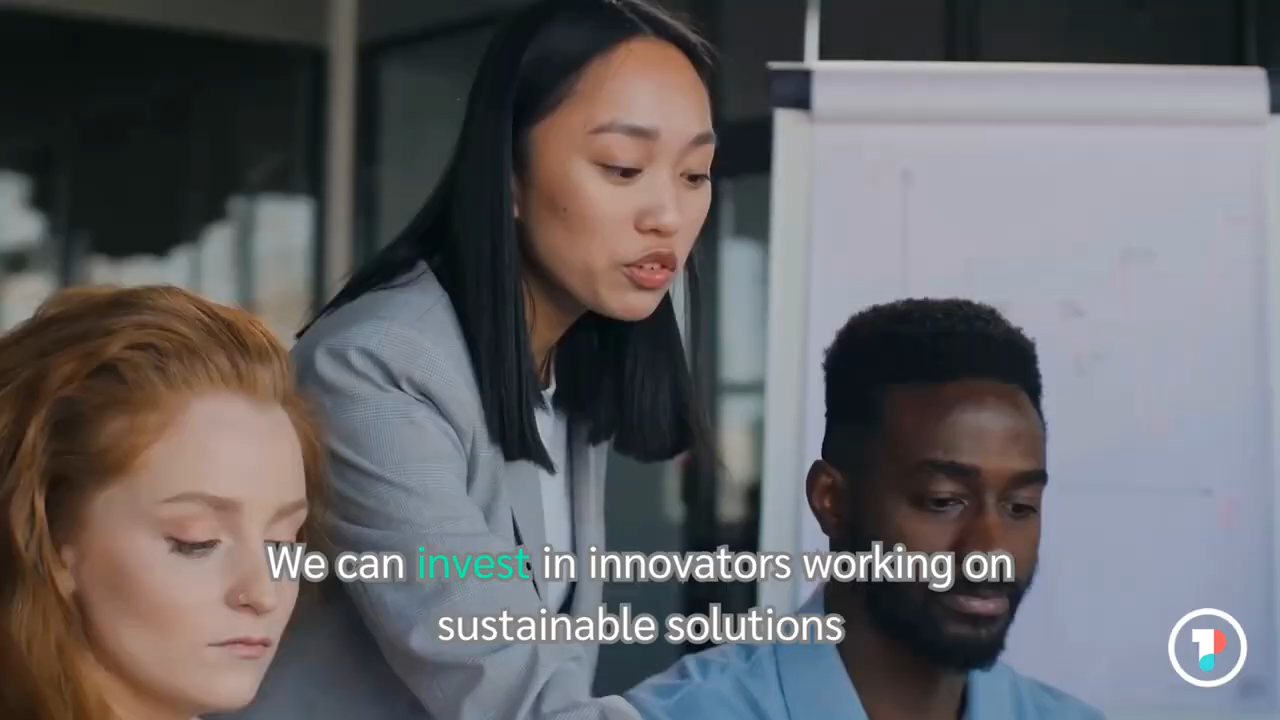 We can invest in innovators working on
sustainable solutions